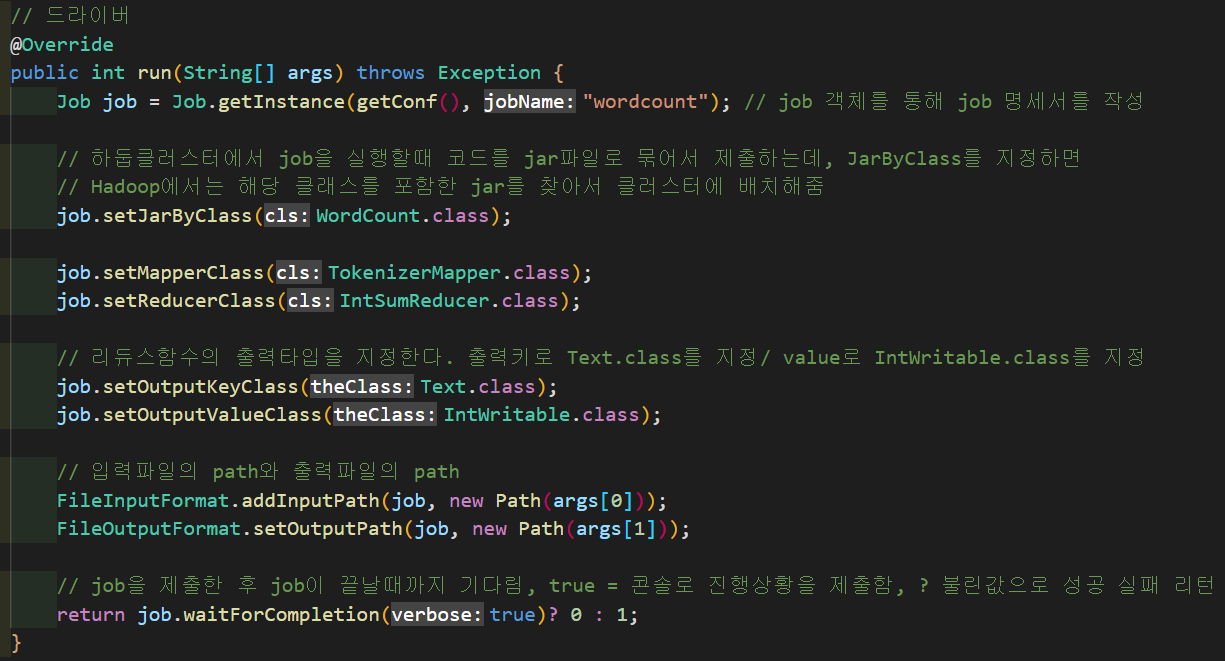 // 드라이버
@Override
public int run(String[] args) throws Exception {
Job job = Job.getInstance(getConf(), jobName: "wordcount"); // job 객체를 통해 job 명세서를 작성
// 하둡클러스터에서 job을 실행할때 코드를 jar파일로 묶어서 제출하는데, JarByClass를 지정하면
// Hadoop에서는 해당 클래스를 포함한 jar를 찾아서 클러스터에 배치해줌
job.setJarByClass(cls: WordCount.class);
job.setMapperClass(cls: TokenizerMapper.class);
job.setReducerClass(cls: IntSumReducer.class);
// 리듀스함수의 출력타입을 지정한다. 출력키로 Text.class를 지정/ value로 IntWritable.class를 지정
job.setOutputKeyClass(theClass: Text.class);
job.setOutputValueClass(theClass: IntWritable.class);
// 입력파일의 path와 출력파일의 path
FileInputFormat.addInputPath(job, new Path(args[0]));
FileOutputFormat.setOutputPath(job, new Path(args[1]));
// job을 제출한 후 job이 끝날때까지 기다림, true = 콘솔로 진행상황을 제출함, ? 불린값으로 성공 실패 리턴
return job.waitForCompletion(verbose: true)? 0 : 1;
}